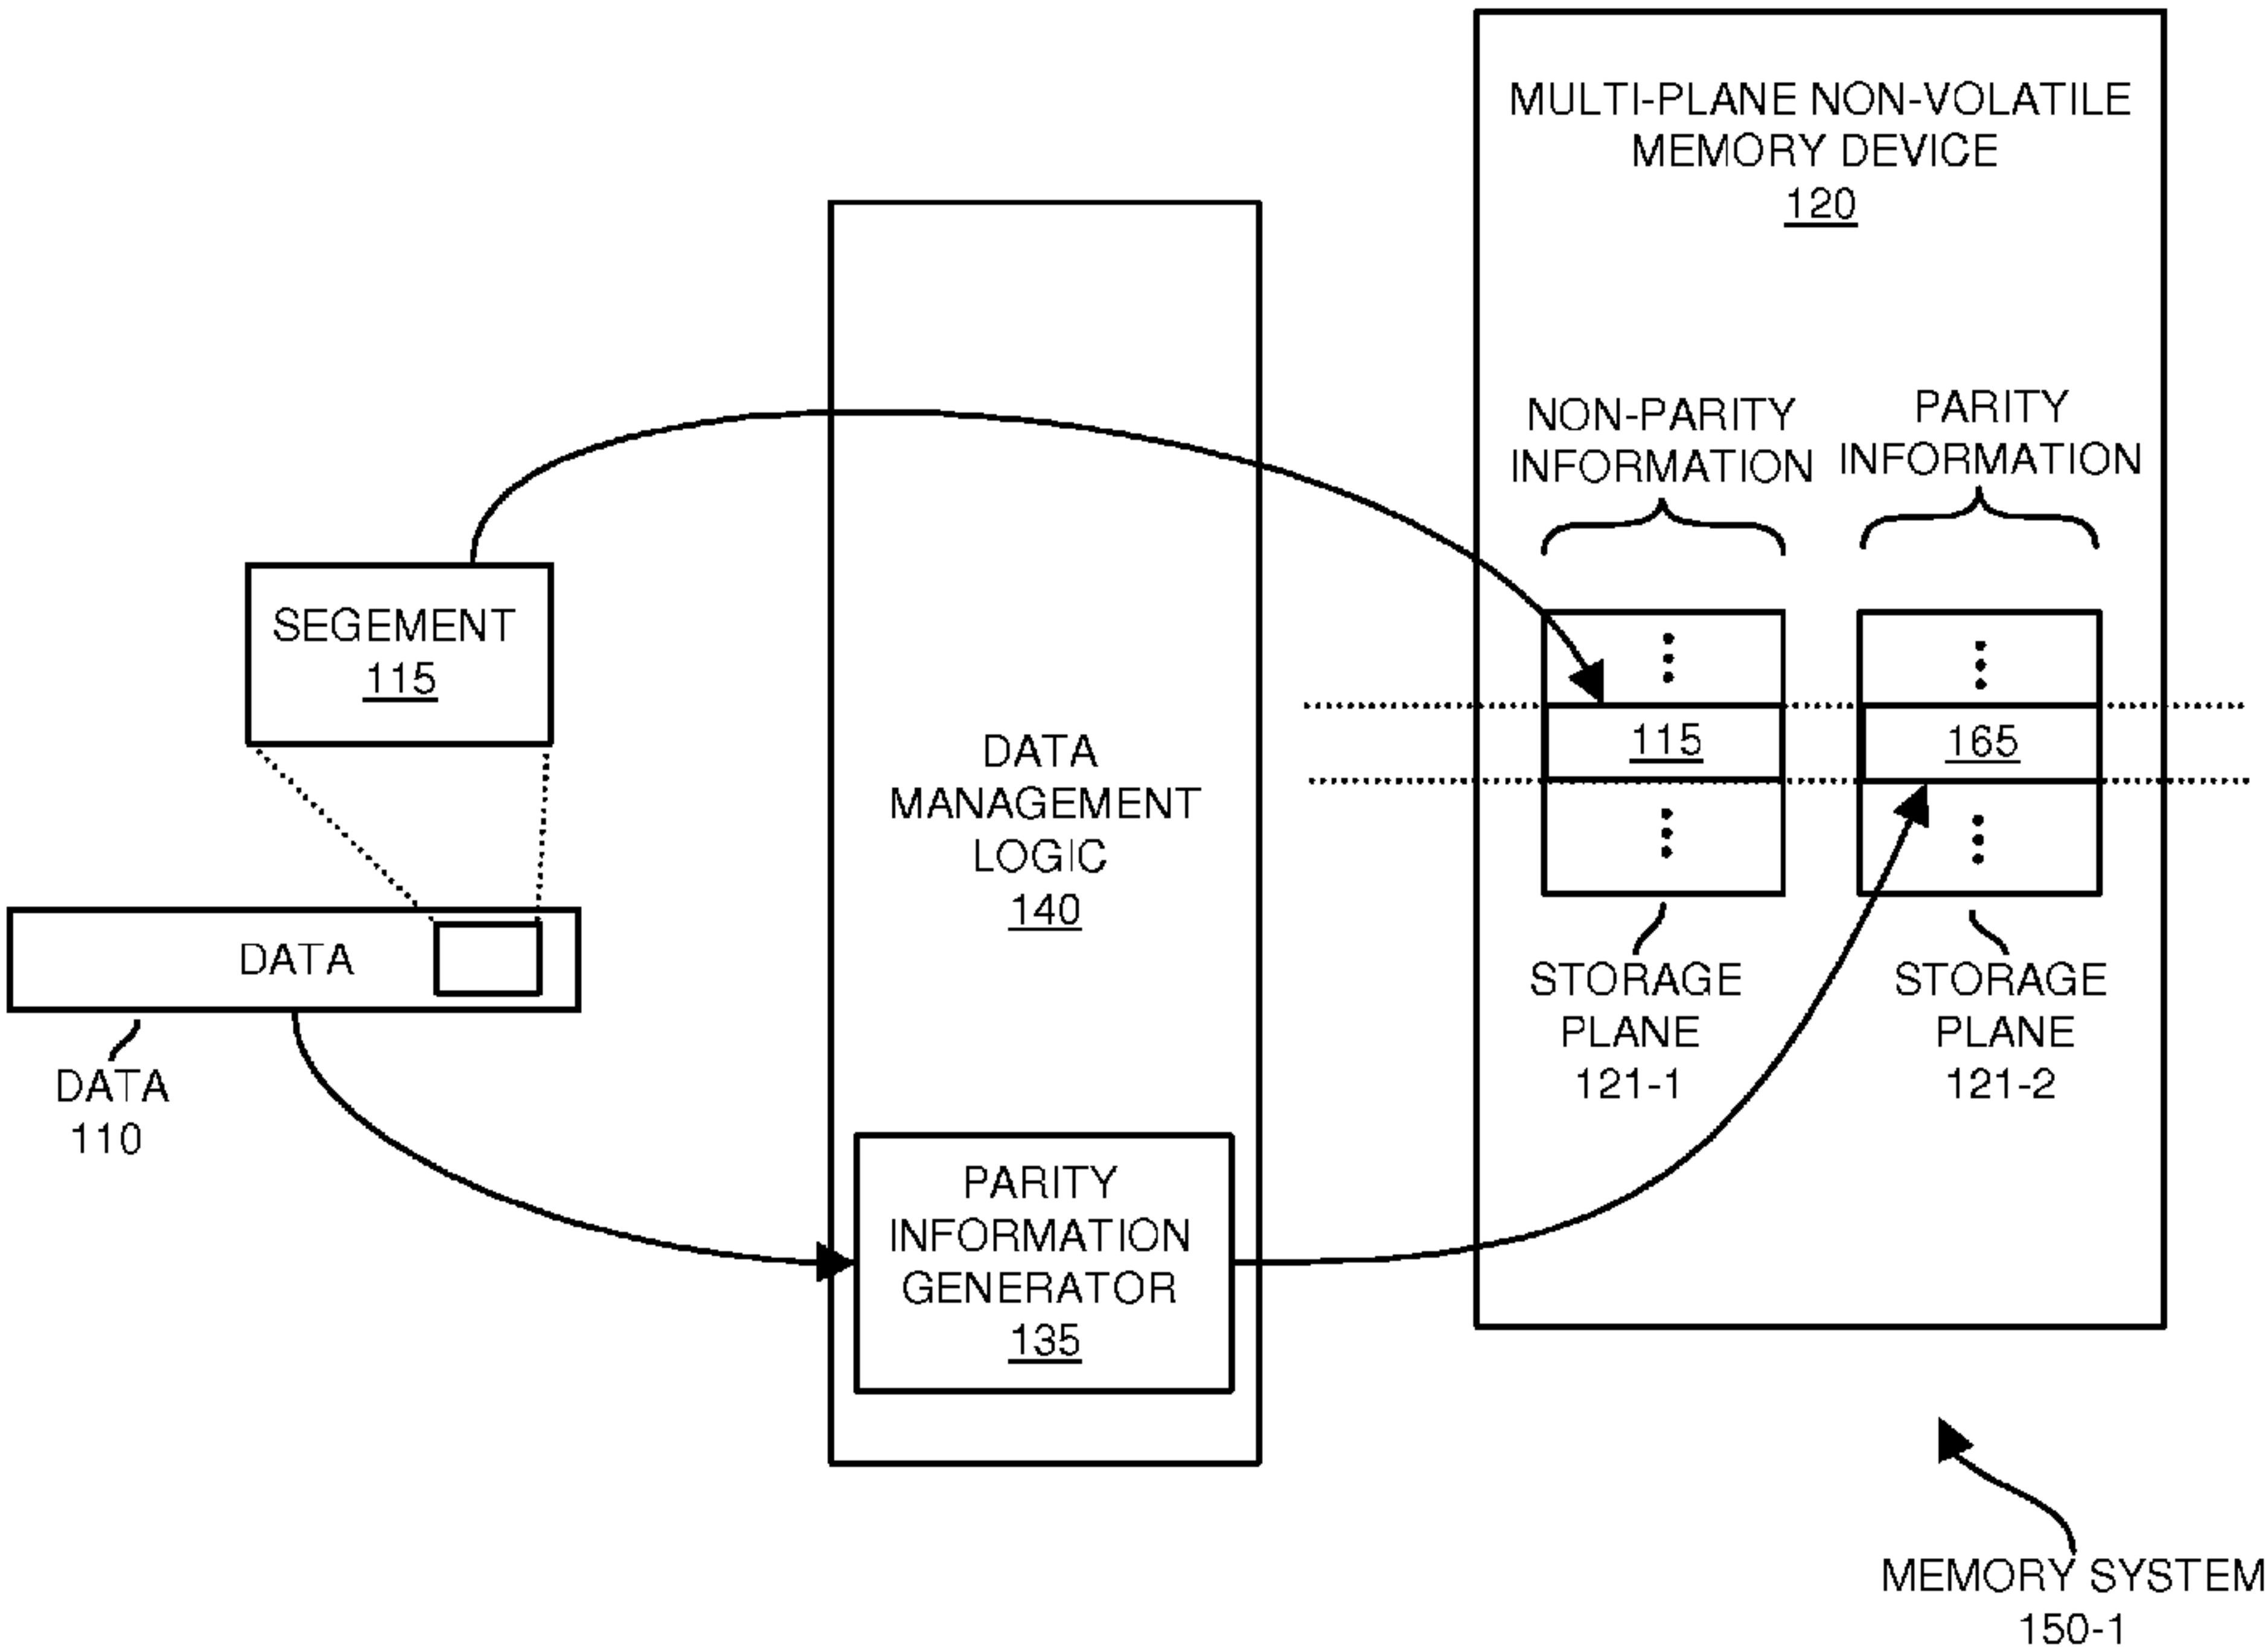 MULTI-PLANE NON-VOLATILE
MEMORY DEVICE
120
NON-PARITY
INFORMATION
PARITY
INFORMATION
SEGEMENT
115
DATA
MANAGEMENT
LOGIC
140
115
165
DATA
DATA
110
STORAGE
PLANE
121-1
STORAGE
PLANE
121-2
PARITY
INFORMATION
GENERATOR
135
MEMORY SYSTEM
150-1